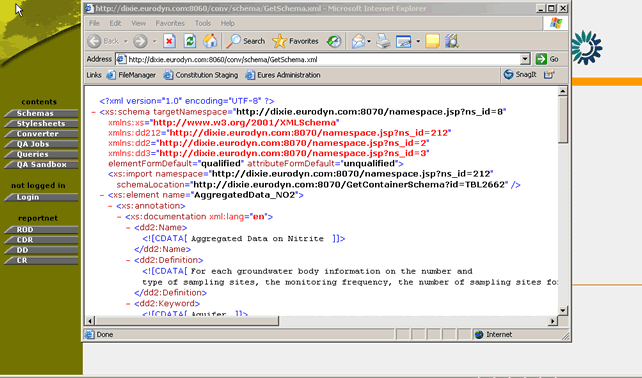 http://dixie.eurodyn.com:8060/conv/schema/GetSchema.xml - Microsoft Internet Explorer
File Edit View Favorites Tools Help
Back Search Favorites
Address http://dixie.eurodyn.com:8060/conv/schema/GetSchema.xml Go
Links FileManager Constitution Staging Eures Administration SnagIt
contents
Schemas
Stylesheets
Converter
QA Jobs
Queries
QA Sandbox
not logged in
Login
reportnet
ROD
CDR
DD
CR
<?xml version="1.0" encoding="UTF-8" ?>
- <xs:schema targetNamespace="http://dixie.eurodyn.com:8070/namespace.jsp?ns_id=8"
xmlns:xs="http://www.w3.org/2001/XMLSchema"
xmlns:dd212="http://dixie.eurodyn.com:8070/namespace.jsp?ns_id=212"
xmlns:dd2="http://dixie.eurodyn.com:8070/namespace.jsp?ns_id=2"
xmlns:dd3="http://dixie.eurodyn.com:8070/namespace.jsp?ns_id=3"
elementFormDefault="qualified" attributeFormDefault="unqualified">
<xs:import namespace="http://dixie.eurodyn.com:8070/namespace.jsp?ns_id=212"
schemaLocation="http://dixie.eurodyn.com:8070/GetContainerSchema?id=TBL2662" />
- <xs:element name="AggregatedData_NO2">
- <xs:annotation>
- <xs:documentation xml:lang="en">
- <dd2:Name>
<![CDATA[ Aggregated Data on Nitrite ]]>
</dd2:Name>
- <dd2:Definition>
<![CDATA[ For each groundwater body information on the number and
type of sampling sites, the monitoring frequency, the number of sampling sites fo
</dd2:Definition>
- <dd2:Keyword>
<![CDATA[ Aquifer ]]>
Done Internet